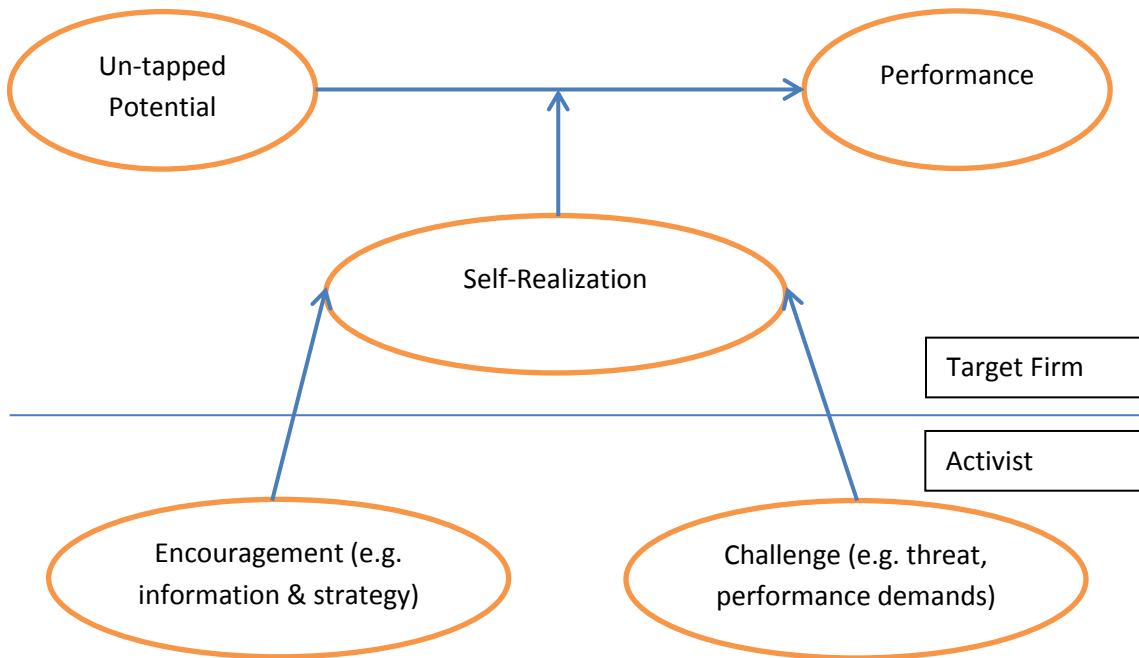 Un-tapped
Potential
Performance
Self-Realization
Target Firm
Activist
Encouragement (e.g.
information & strategy)
Challenge (e.g. threat,
performance demands)